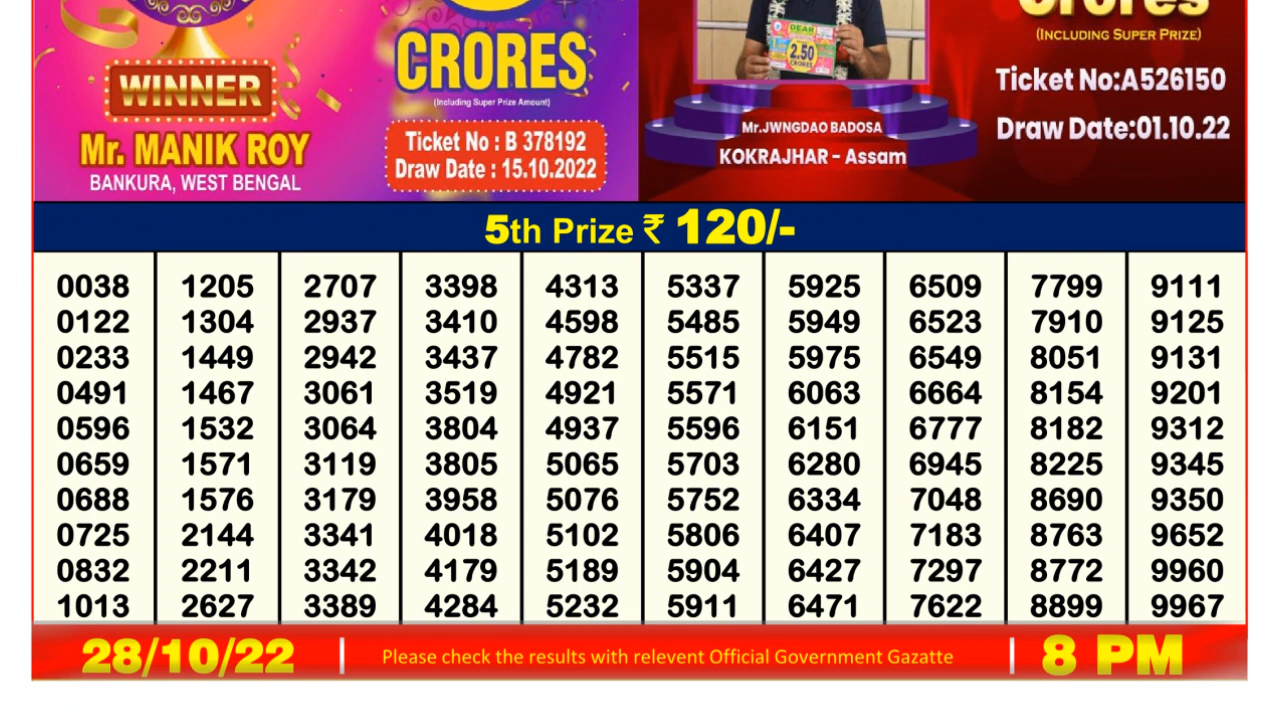 WINNER
Mr. MANIK ROY
BANKURA, WEST BENGAL
CRORES
(Including Super Prize Amount)
Ticket No : B 378192
Draw Date : 15.10.2022
DEAR
2.50
CRORES
Mr.JWNGDAO BADOSA
KOKRAJHAR - Assam
Crores
(INCLUDING SUPER PRIZE)
Ticket No:A526150
Draw Date:01.10.22
5th Prize ₹ 120/-
0038 1205 2707 3398 4313 5337 5925 6509 7799 9111
0122 1304 2937 3410 4598 5485 5949 6523 7910 9125
0233 1449 2942 3437 4782 5515 5975 6549 8051 9131
0491 1467 3061 3519 4921 5571 6063 6664 8154 9201
0596 1532 3064 3804 4937 5596 6151 6777 8182 9312
0659 1571 3119 3805 5065 5703 6280 6945 8225 9345
0688 1576 3179 3958 5076 5752 6334 7048 8690 9350
0725 2144 3341 4018 5102 5806 6407 7183 8763 9652
0832 2211 3342 4179 5189 5904 6427 7297 8772 9960
1013 2627 3389 4284 5232 5911 6471 7622 8899 9967
28/10/22 | Please check the results with relevent Official Government Gazatte | 8 PM